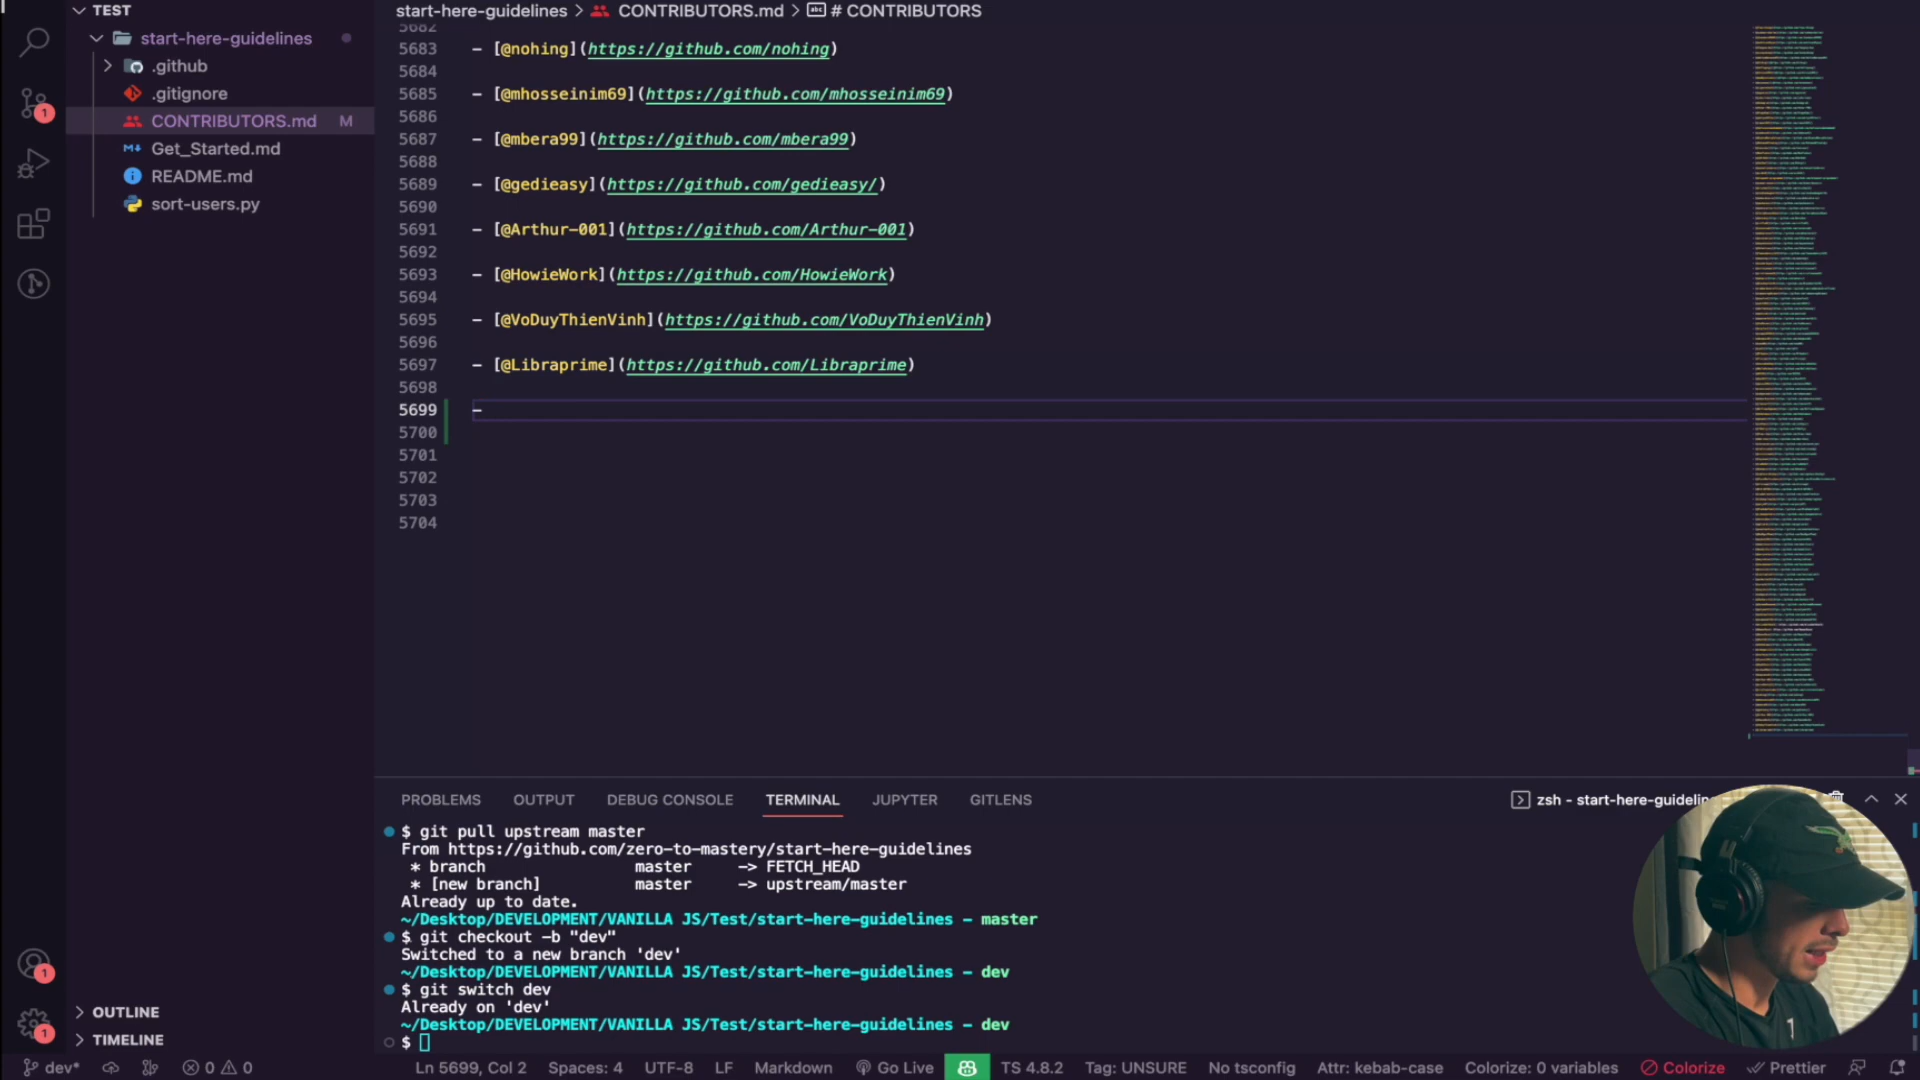 TEST
start-here-guidelines
.github
.gitignore
CONTRIBUTORS.md M
Get_Started.md
README.md
sort-users.py
OUTLINE
TIMELINE
1
1
1
start-here-guidelines > CONTRIBUTORS.md > # CONTRIBUTORS
5682
5683 - [@nohing](https://github.com/nohing)
5684
5685 - [@mhosseinim69](https://github.com/mhosseinim69)
5686
5687 - [@mbera99](https://github.com/mbera99)
5688
5689 - [@gedieasy](https://github.com/gedieasy/)
5690
5691 - [@Arthur-001](https://github.com/Arthur-001)
5692
5693 - [@HowieWork](https://github.com/HowieWork)
5694
5695 - [@VoDuyThienVinh](https://github.com/VoDuyThienVinh)
5696
5697 - [@Libraprime](https://github.com/Libraprime)
5698
5699 -
5700
5701
5702
5703
5704
PROBLEMS OUTPUT DEBUG CONSOLE TERMINAL JUPYTER GITLENS zsh - start-here-guidelin
$ git pull upstream master
From https://github.com/zero-to-mastery/start-here-guidelines
* branch master -> FETCH_HEAD
* [new branch] master -> upstream/master
Already up to date.
~/Desktop/DEVELOPMENT/VANILLA JS/Test/start-here-guidelines - master
$ git checkout -b "dev"
Switched to a new branch 'dev'
~/Desktop/DEVELOPMENT/VANILLA JS/Test/start-here-guidelines - dev
$ git switch dev
Already on 'dev'
~/Desktop/DEVELOPMENT/VANILLA JS/Test/start-here-guidelines - dev
$
dev* 0 0 Ln 5699, Col 2 Spaces: 4 UTF-8 LF Markdown Go Live TS 4.8.2 Tag: UNSURE No tsconfig Attr: kebab-case Colorize: 0 variables Colorize Prettier